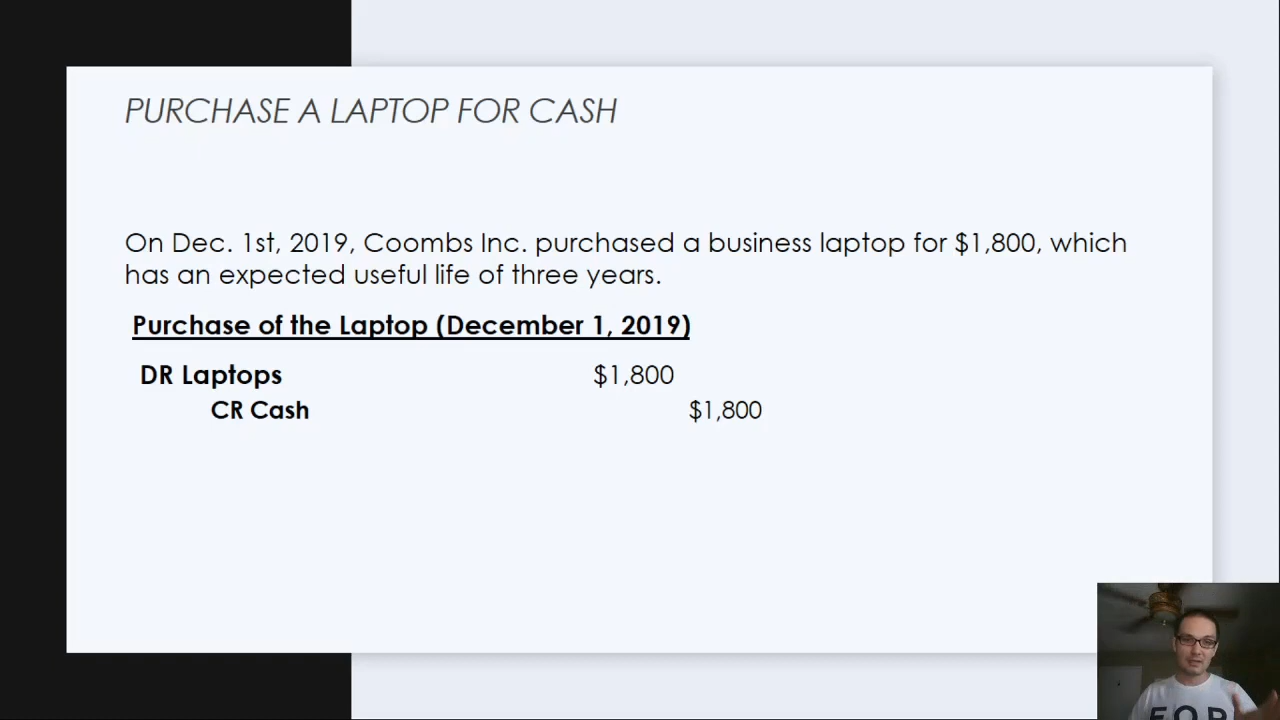 PURCHASE A LAPTOP FOR CASH
On Dec. 1st, 2019, Coombs Inc. purchased a business laptop for $1,800, which
has an expected useful life of three years.
Purchase of the Laptop (December 1, 2019)
DR Laptops $1,800
CR Cash $1,800